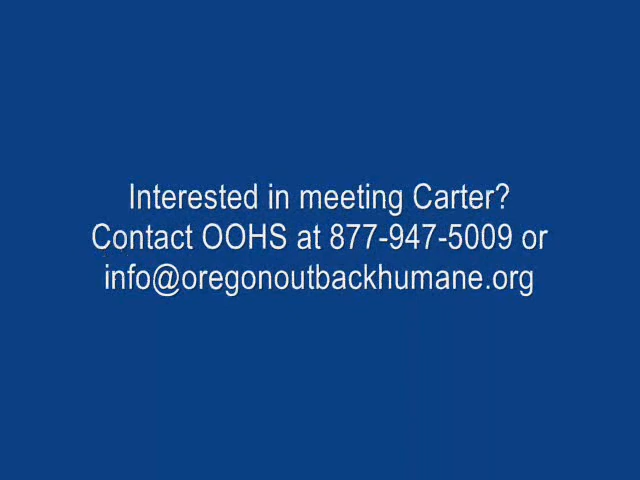 Interested in meeting Carter?
Contact OOHS at 877-947-5009 or
info@oregonoutbackhumane.org